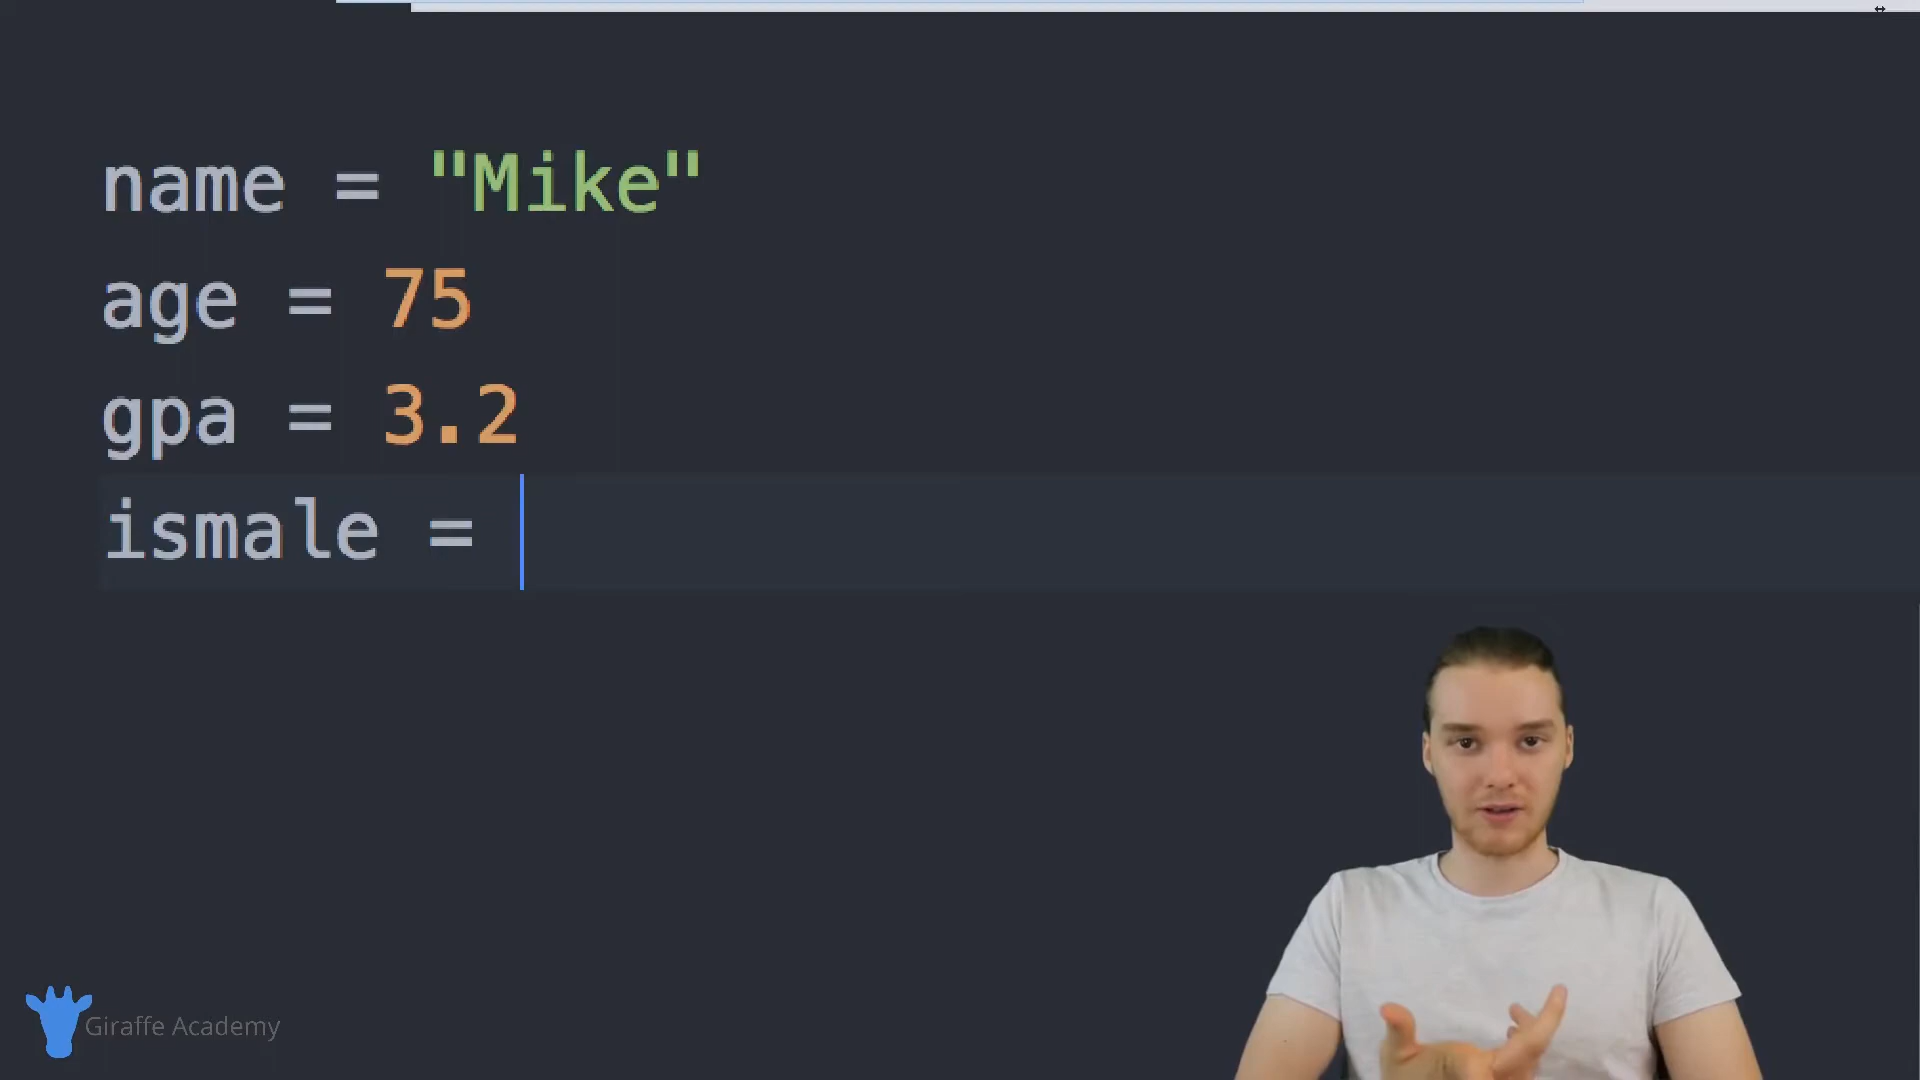 name = "Mike"
age = 75
gpa = 3.2
ismale =
Giraffe Academy